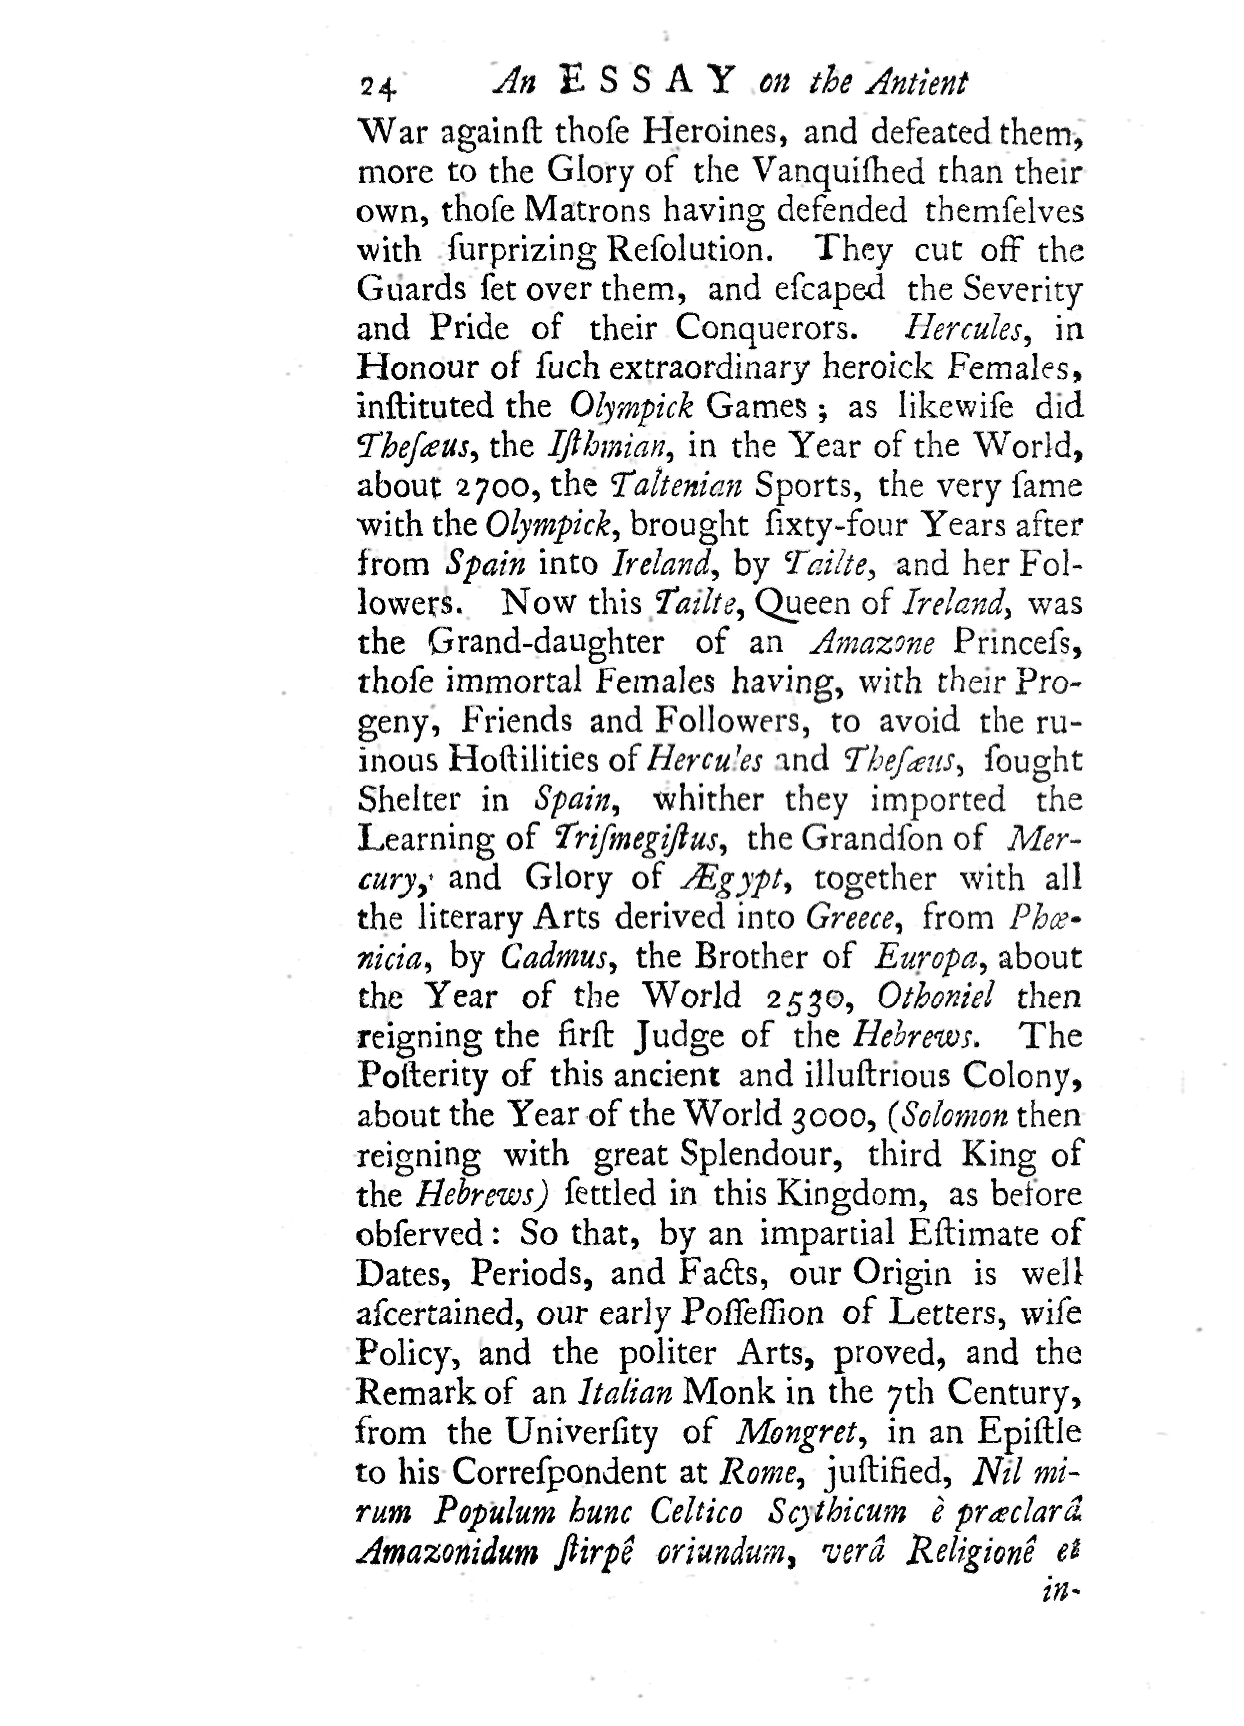 24 An ESSAY on the Antient
War againſt thoſe Heroines, and defeated them,
more to the Glory of the Vanquiſhed than their
own, thoſe Matrons having defended themſelves
with ſurprizing Reſolution. They cut off the
Guards ſet over them, and eſcaped the Severity
and Pride of their Conquerors. Hercules, in
Honour of ſuch extraordinary heroick Females,
inſtituted the Olympick Games; as likewiſe did
Theſæus, the Iſthmian, in the Year of the World,
about 2700, the Taltenian Sports, the very ſame
with the Olympick, brought ſixty-four Years after
from Spain into Ireland, by Tailte, and her Fol-
lowers. Now this Tailte, Queen of Ireland, was
the Grand-daughter of an Amazone Princeſs,
thoſe immortal Females having, with their Pro-
geny, Friends and Followers, to avoid the ru-
inous Hoſtilities of Hercules and Theſæus, ſought
Shelter in Spain, whither they imported the
Learning of Triſmegiſtus, the Grandſon of Mer-
cury, and Glory of Ægypt, together with all
the literary Arts derived into Greece, from Phœ-
nicia, by Cadmus, the Brother of Europa, about
the Year of the World 2530, Othoniel then
reigning the firſt Judge of the Hebrews. The
Poſterity of this ancient and illuſtrious Colony,
about the Year of the World 3000, (Solomon then
reigning with great Splendour, third King of
the Hebrews) ſettled in this Kingdom, as before
obſerved: So that, by an impartial Eſtimate of
Dates, Periods, and Facts, our Origin is well
aſcertained, our early Poſſeſſion of Letters, wiſe
Policy, and the politer Arts, proved, and the
Remark of an Italian Monk in the 7th Century,
from the Univerſity of Mongret, in an Epiſtle
to his Correſpondent at Rome, juſtified, Nil mi-
rum Populum hunc Celtico Scythicum è præclarâ
Amazonidum ſtirpê oriundum, verâ Religionê et
in-